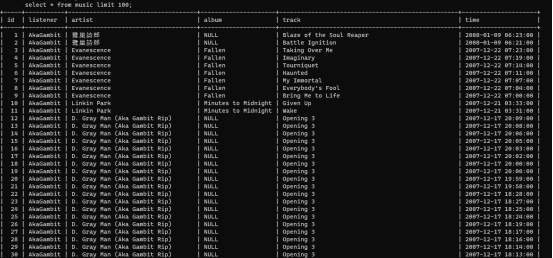 select * from music limit 100;
| id | listener | artist | album | track | time |
| 1 | AkaGambit | 鷺巣詩郎 | NULL | Blaze of the Soul Reaper | 2008-01-09 06:23:00 |
| 2 | AkaGambit | 鷺巣詩郎 | NULL | Battle Ignition | 2008-01-09 06:21:00 |
| 3 | AkaGambit | Evanescence | Fallen | Taking Over Me | 2007-12-22 07:23:00 |
| 4 | AkaGambit | Evanescence | Fallen | Imaginary | 2007-12-22 07:19:00 |
| 5 | AkaGambit | Evanescence | Fallen | Tourniquet | 2007-12-22 07:14:00 |
| 6 | AkaGambit | Evanescence | Fallen | Haunted | 2007-12-22 07:11:00 |
| 7 | AkaGambit | Evanescence | Fallen | My Immortal | 2007-12-22 07:07:00 |
| 8 | AkaGambit | Evanescence | Fallen | Everybody's Fool | 2007-12-22 07:04:00 |
| 9 | AkaGambit | Evanescence | Fallen | Bring Me to Life | 2007-12-22 07:00:00 |
| 10 | AkaGambit | Linkin Park | Minutes to Midnight | Given Up | 2007-12-21 03:33:00 |
| 11 | AkaGambit | Linkin Park | Minutes to Midnight | Wake | 2007-12-21 03:31:00 |
| 12 | AkaGambit | D. Gray Man (Aka Gambit Rip) | NULL | Opening 3 | 2007-12-17 20:09:00 |
| 13 | AkaGambit | D. Gray Man (Aka Gambit Rip) | NULL | Opening 3 | 2007-12-17 20:08:00 |
| 14 | AkaGambit | D. Gray Man (Aka Gambit Rip) | NULL | Opening 3 | 2007-12-17 20:06:00 |
| 15 | AkaGambit | D. Gray Man (Aka Gambit Rip) | NULL | Opening 3 | 2007-12-17 20:05:00 |
| 16 | AkaGambit | D. Gray Man (Aka Gambit Rip) | NULL | Opening 3 | 2007-12-17 20:03:00 |
| 17 | AkaGambit | D. Gray Man (Aka Gambit Rip) | NULL | Opening 3 | 2007-12-17 20:02:00 |
| 18 | AkaGambit | D. Gray Man (Aka Gambit Rip) | NULL | Opening 3 | 2007-12-17 20:00:00 |
| 19 | AkaGambit | D. Gray Man (Aka Gambit Rip) | NULL | Opening 3 | 2007-12-17 20:00:00 |
| 20 | AkaGambit | D. Gray Man (Aka Gambit Rip) | NULL | Opening 3 | 2007-12-17 19:59:00 |
| 21 | AkaGambit | D. Gray Man (Aka Gambit Rip) | NULL | Opening 3 | 2007-12-17 19:58:00 |
| 22 | AkaGambit | D. Gray Man (Aka Gambit Rip) | NULL | Opening 3 | 2007-12-17 18:28:00 |
| 23 | AkaGambit | D. Gray Man (Aka Gambit Rip) | NULL | Opening 3 | 2007-12-17 18:27:00 |
| 24 | AkaGambit | D. Gray Man (Aka Gambit Rip) | NULL | Opening 3 | 2007-12-17 18:25:00 |
| 25 | AkaGambit | D. Gray Man (Aka Gambit Rip) | NULL | Opening 3 | 2007-12-17 18:24:00 |
| 26 | AkaGambit | D. Gray Man (Aka Gambit Rip) | NULL | Opening 3 | 2007-12-17 18:19:00 |
| 27 | AkaGambit | D. Gray Man (Aka Gambit Rip) | NULL | Opening 3 | 2007-12-17 18:17:00 |
| 28 | AkaGambit | D. Gray Man (Aka Gambit Rip) | NULL | Opening 3 | 2007-12-17 18:16:00 |
| 29 | AkaGambit | D. Gray Man (Aka Gambit Rip) | NULL | Opening 3 | 2007-12-17 18:14:00 |
| 30 | AkaGambit | D. Gray Man (Aka Gambit Rip) | NULL | Opening 3 | 2007-12-17 18:13:00 |